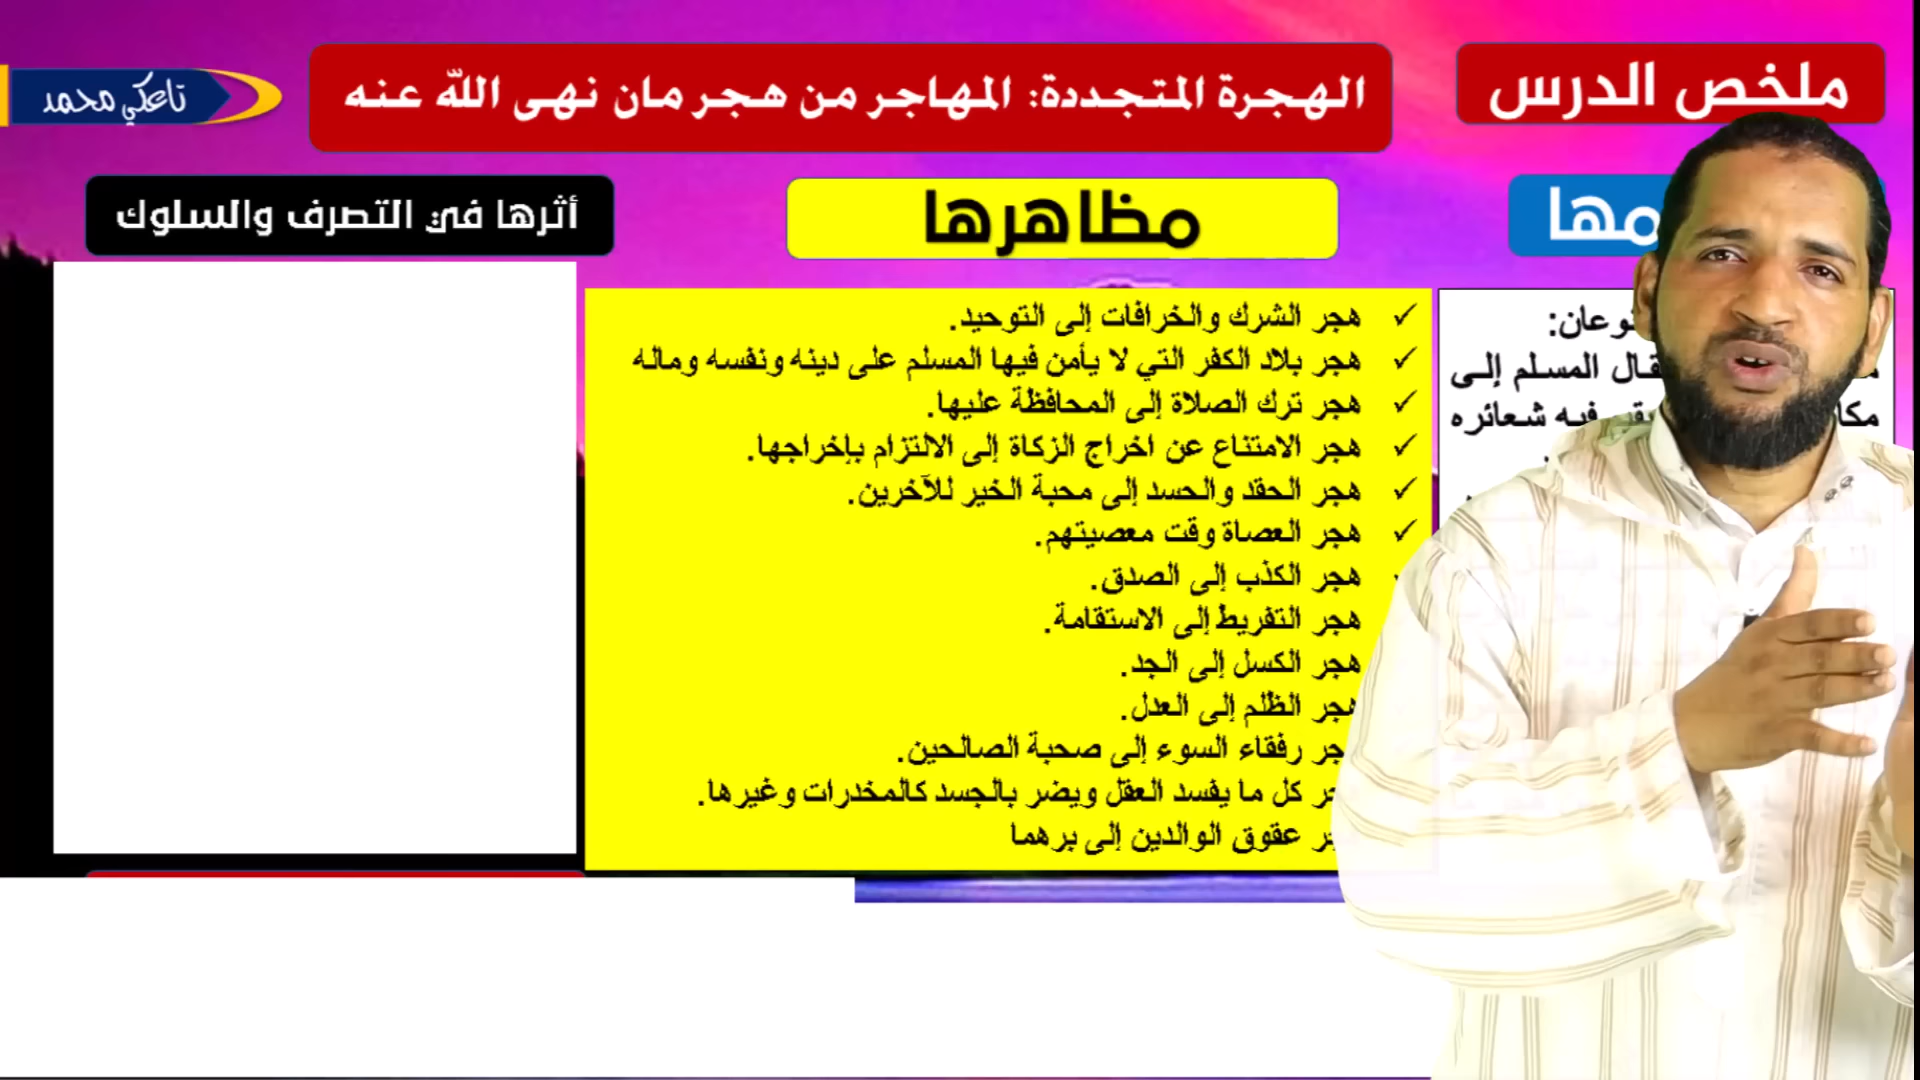 ملخص الدرس
الهجرة المتجددة: المهاجر من هجر مان نهى الله عنه
تاعكي محمد
مظاهرها
أثرها في التصرف والسلوك
المسلم إلى
فيه شعائره
هجر الشرك والخرافات إلى التوحيد.
هجر بلاد الكفر التي لا يأمن فيها المسلم على دينه ونفسه وماله
هجر ترك الصلاة إلى المحافظة عليها.
هجر الامتناع عن اخراج الزكاة إلى الالتزام بإخراجها.
هجر الحقد والحسد إلى محبة الخير للآخرين.
هجر العصاة وقت معصيتهم.
هجر الكذب إلى الصدق.
هجر التفريط إلى الاستقامة.
هجر الكسل إلى الجد.
هجر الظلم إلى العدل.
رفقاء السوء إلى صحبة الصالحين.
كل ما يفسد العقل ويضر بالجسد كالمخدرات وغيرها.
عقوق الوالدين إلى برهما